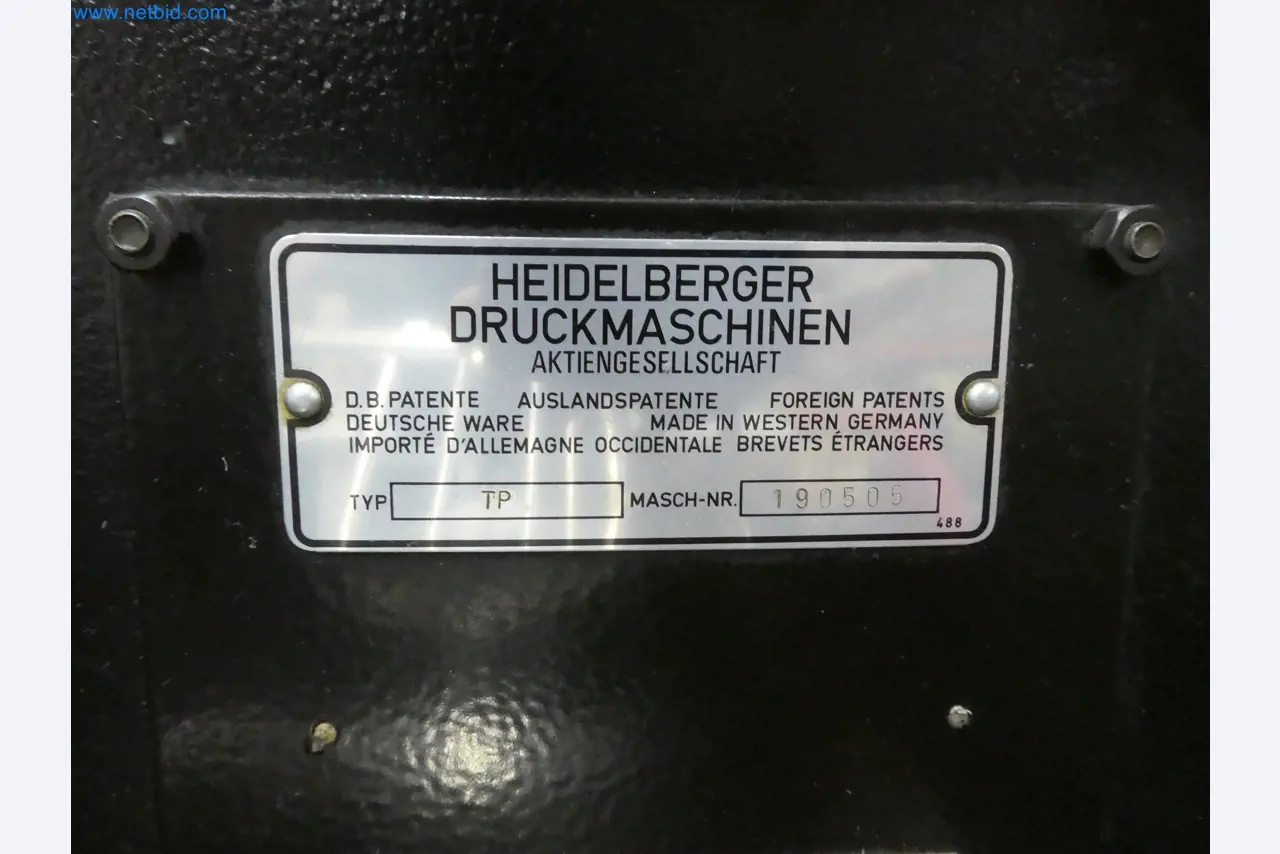 www.netbid.com
HEIDELBERGER
DRUCKMASCHINEN
AKTIENGESELLSCHAFT
D.B. PATENTE AUSLANDSPATENTE FOREIGN PATENTS
DEUTSCHE WARE MADE IN WESTERN GERMANY
IMPORTÉ D'ALLEMAGNE OCCIDENTALE BREVETS ÉTRANGERS
TYP TP MASCH-NR. 190505
488